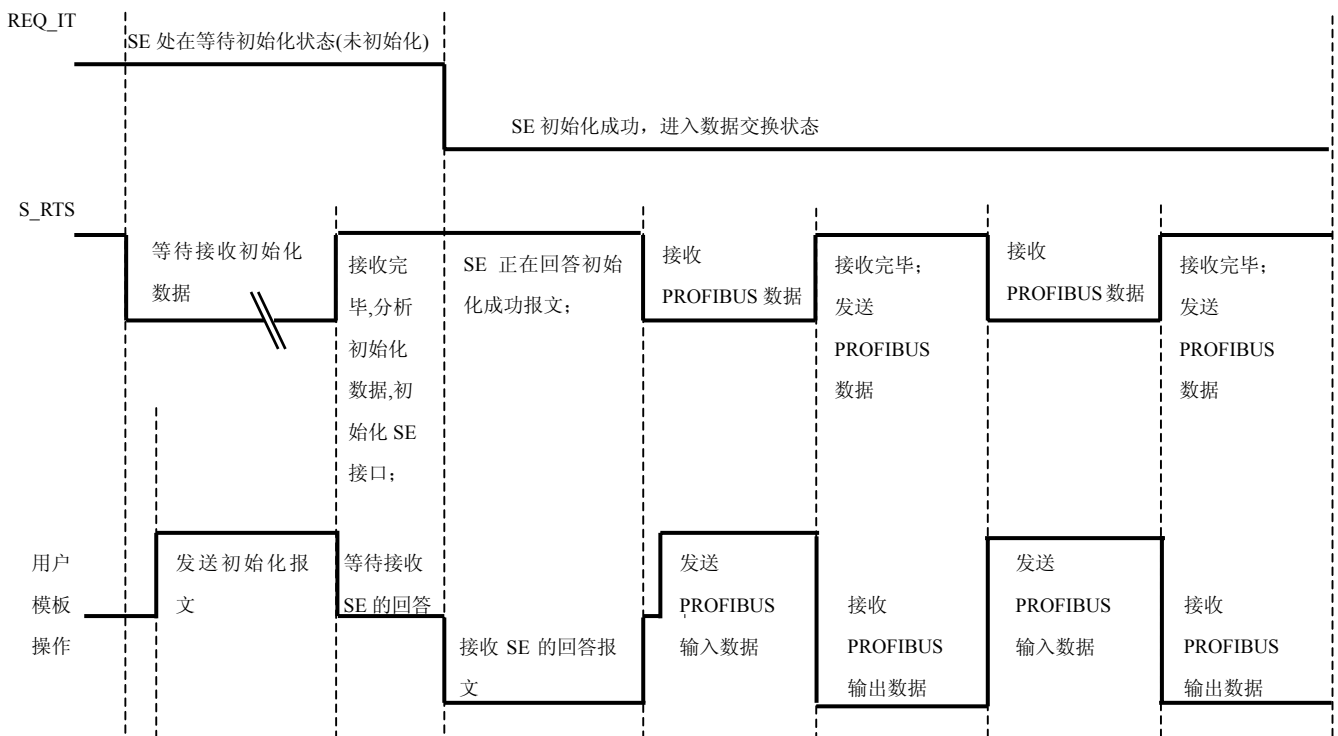 REQ_IT
SE 处在等待初始化状态(未初始化)
SE 初始化成功，进入数据交换状态
S_RTS
等待接收初始化
数据
接收完
毕,分析
初始化
数据,初
始化 SE
接口；
SE 正在回答初始
化成功报文；
接收
PROFIBUS 数据
接收完毕；
发送
PROFIBUS
数据
接收
PROFIBUS 数据
接收完毕；
发送
PROFIBUS
数据
用户
模板
操作
发送初始化报
文
等待接收
SE 的回答
接收 SE 的回答报
文
发送
PROFIBUS
输入数据
接收
PROFIBUS
输出数据
发送
PROFIBUS
输入数据
接收
PROFIBUS
输出数据